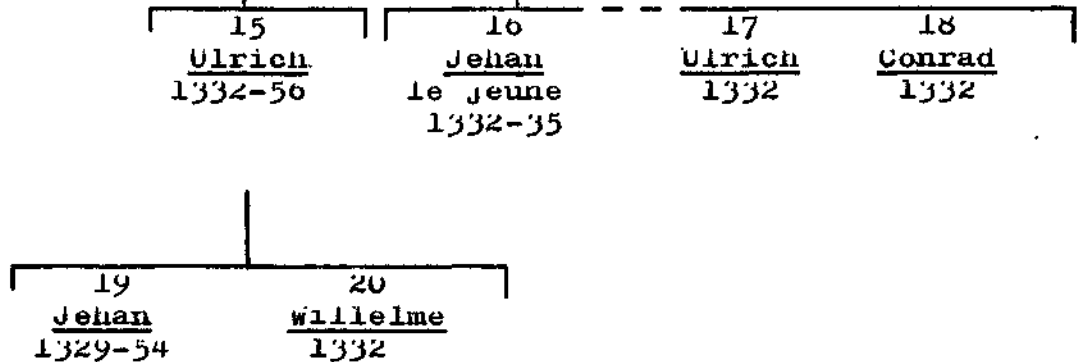 15 16 17 18
Ulrich Jehan Ulrich Conrad
1332-56 le jeune 1332 1332
1332-35
19 20
Jehan Willelme
1329-54 1332